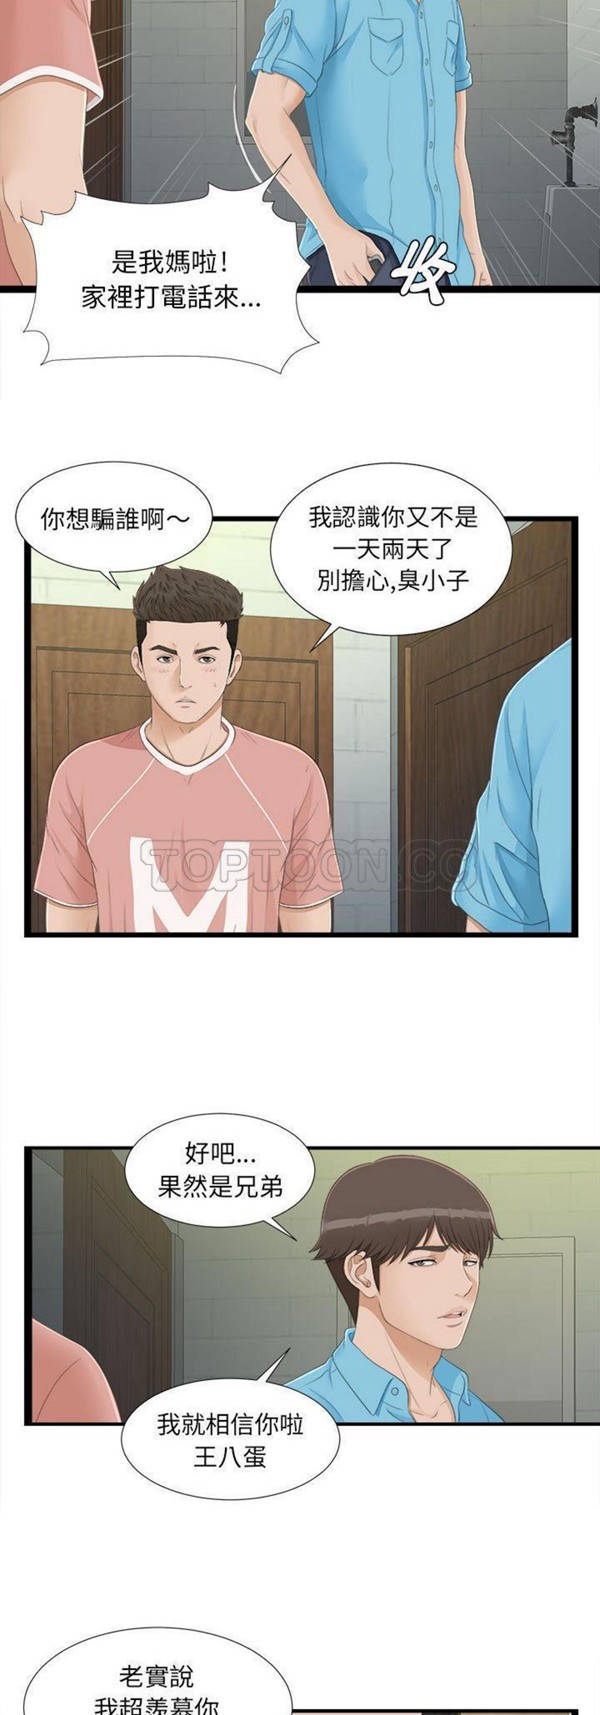 是我媽啦!
家裡打電話來...
收
你想騙誰啊～
我認識你又不是
一天兩天了
別擔心,臭小子
M
TOPTOON.CO
好吧...
果然是兄弟
我就相信你啦
王八蛋
老實說
我超羨慕你